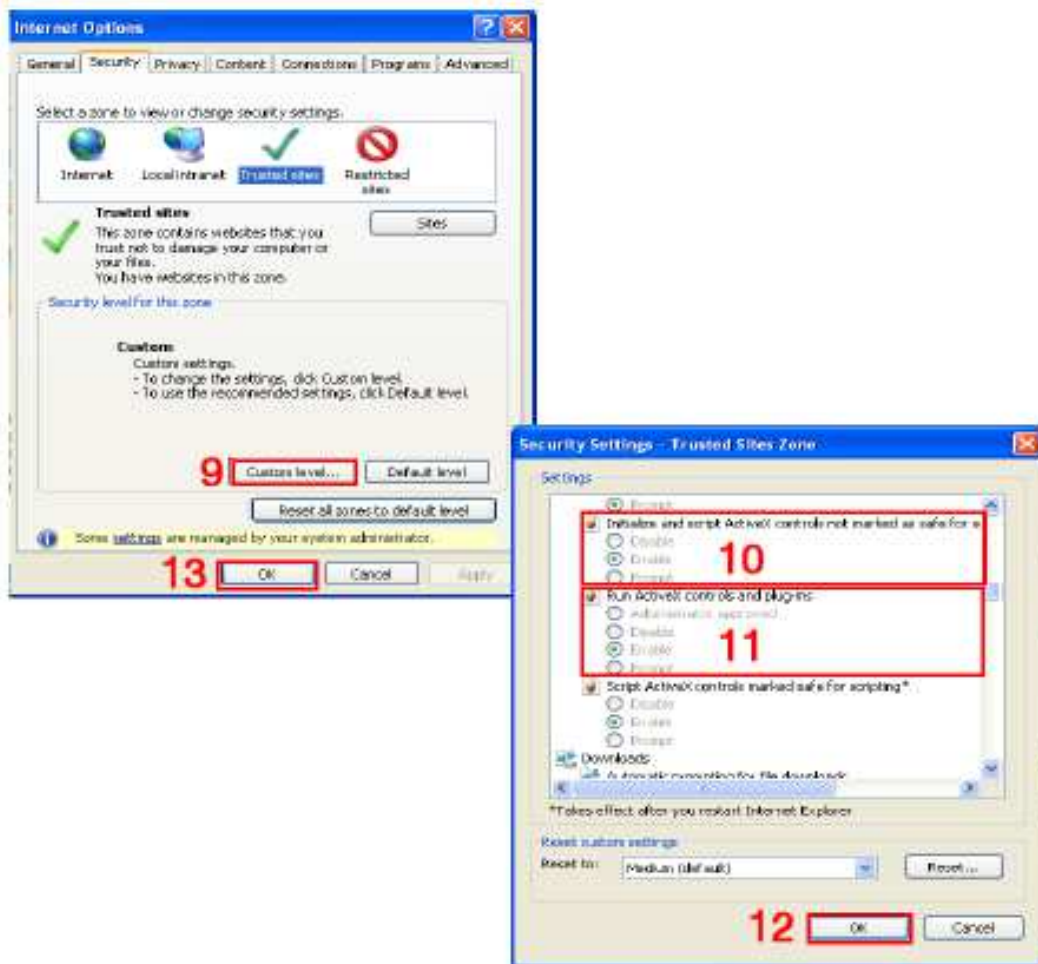 Internet Options
General Security Privacy Content Connections Programs Advanced
Select a zone to view or change security settings.
Internet Local intranet Trusted sites Restricted sites
Trusted sites
Sites
This zone contains websites that you
trust not to damage your computer or
your files.
You have websites in this zone.
Security level for this zone
Custom
Custom settings.
- To change the settings, click Custom level.
- To use the recommended settings, click Default level.
9 Custom level... Default level
Reset all zones to default level
Some settings are managed by your system administrator.
13 OK Cancel Apply
Security Settings - Trusted Sites Zone
Settings
Prompt
Initialize and script ActiveX controls not marked as safe for s
Disable
Enable
Prompt
10
Run ActiveX controls and plug-ins
Administrator approved
Disable
Enable
Prompt
11
Script ActiveX controls marked safe for scripting*
Disable
Enable
Prompt
Downloads
Automatic prompting for file downloads
*Takes effect after you restart Internet Explorer
Reset custom settings
Reset to: Medium (default) Reset...
12 OK Cancel